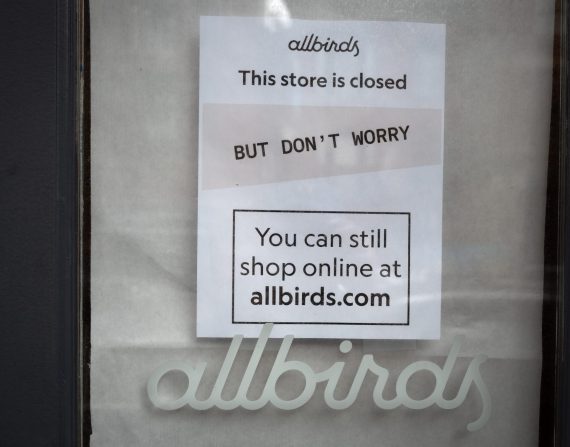 allbirds
This store is closed
BUT DON'T WORRY
You can still
shop online at
allbirds.com
allbirds